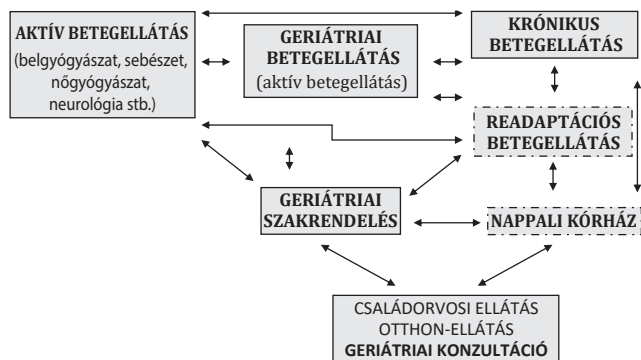 AKTÍV BETEGELLÁTÁS
(belgyógyászat, sebészet,
nőgyógyászat,
neurológia stb.)
GERIÁTRIAI
BETEGELLÁTÁS
(aktív betegellátás)
KRÓNIKUS
BETEGELLÁTÁS
READAPTÁCIÓS
BETEGELLÁTÁS
GERIÁTRIAI
SZAKRENDELÉS
NAPPALI KÓRHÁZ
CSALÁDORVOSI ELLÁTÁS
OTTHON-ELLÁTÁS
GERIÁTRIAI KONZULTÁCIÓ